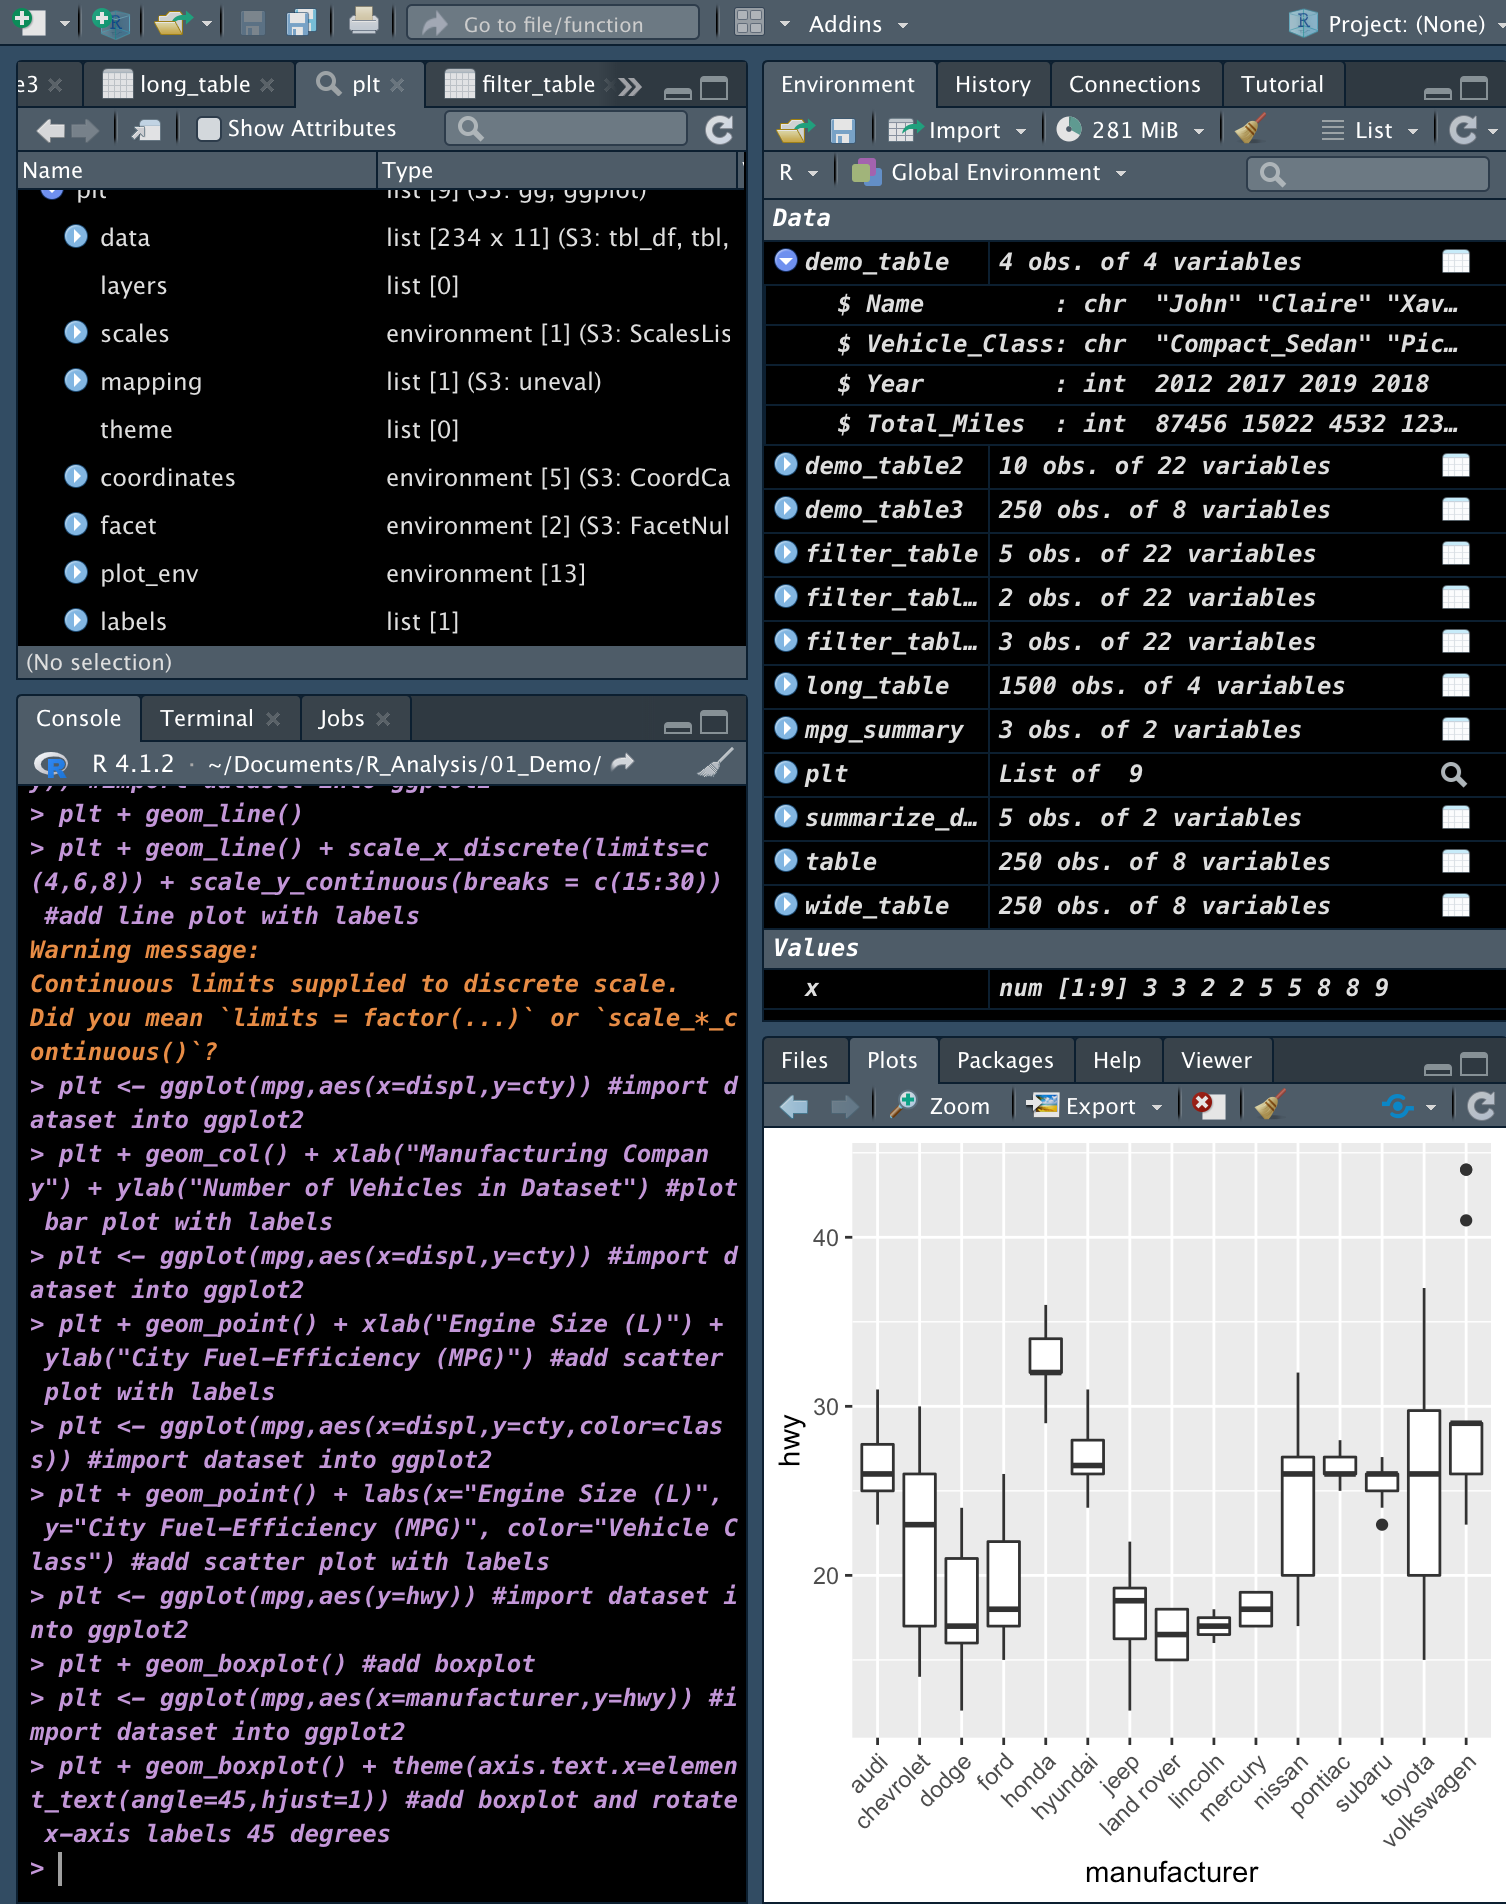 Go to file/function
Addins
Project: (None)
e3
long_table
plt
filter_table
Show Attributes
Name
Type
plt
list [9] (S3: gg, ggplot)
data
list [234 x 11] (S3: tbl_df, tbl,
layers
list [0]
scales
environment [1] (S3: ScalesLis
mapping
list [1] (S3: uneval)
theme
list [0]
coordinates
environment [5] (S3: CoordCa
facet
environment [2] (S3: FacetNul
plot_env
environment [13]
labels
list [1]
(No selection)
Console
Terminal
Jobs
R 4.1.2 · ~/Documents/R_Analysis/01_Demo/
y)) #import dataset into ggplot2
> plt + geom_line()
> plt + geom_line() + scale_x_discrete(limits=c
(4,6,8)) + scale_y_continuous(breaks = c(15:30))
#add line plot with labels
Warning message:
Continuous limits supplied to discrete scale.
Did you mean `limits = factor(...)` or `scale_*_c
ontinuous()`?
> plt <- ggplot(mpg,aes(x=displ,y=cty)) #import d
ataset into ggplot2
> plt + geom_col() + xlab("Manufacturing Compan
y") + ylab("Number of Vehicles in Dataset") #plot
bar plot with labels
> plt <- ggplot(mpg,aes(x=displ,y=cty)) #import d
ataset into ggplot2
> plt + geom_point() + xlab("Engine Size (L)") +
ylab("City Fuel-Efficiency (MPG)") #add scatter
plot with labels
> plt <- ggplot(mpg,aes(x=displ,y=cty,color=clas
s)) #import dataset into ggplot2
> plt + geom_point() + labs(x="Engine Size (L)",
y="City Fuel-Efficiency (MPG)", color="Vehicle C
lass") #add scatter plot with labels
> plt <- ggplot(mpg,aes(y=hwy)) #import dataset i
nto ggplot2
> plt + geom_boxplot() #add boxplot
> plt <- ggplot(mpg,aes(x=manufacturer,y=hwy)) #i
mport dataset into ggplot2
> plt + geom_boxplot() + theme(axis.text.x=elemen
t_text(angle=45,hjust=1)) #add boxplot and rotate
x-axis labels 45 degrees
>
Environment
History
Connections
Tutorial
Import
281 MiB
List
R
Global Environment
Data
demo_table
4 obs. of 4 variables
$ Name : chr "John" "Claire" "Xav…
$ Vehicle_Class: chr "Compact_Sedan" "Pic…
$ Year : int 2012 2017 2019 2018
$ Total_Miles : int 87456 15022 4532 123…
demo_table2
10 obs. of 22 variables
demo_table3
250 obs. of 8 variables
filter_table
5 obs. of 22 variables
filter_tabl…
2 obs. of 22 variables
filter_tabl…
3 obs. of 22 variables
long_table
1500 obs. of 4 variables
mpg_summary
3 obs. of 2 variables
plt
List of 9
summarize_d…
5 obs. of 2 variables
table
250 obs. of 8 variables
wide_table
250 obs. of 8 variables
Values
x
num [1:9] 3 3 2 2 5 5 8 8 9
Files
Plots
Packages
Help
Viewer
Zoom
Export
40
30
20
hwy
audi
chevrolet
dodge
ford
honda
hyundai
jeep
land rover
lincoln
mercury
nissan
pontiac
subaru
toyota
volkswagen
manufacturer